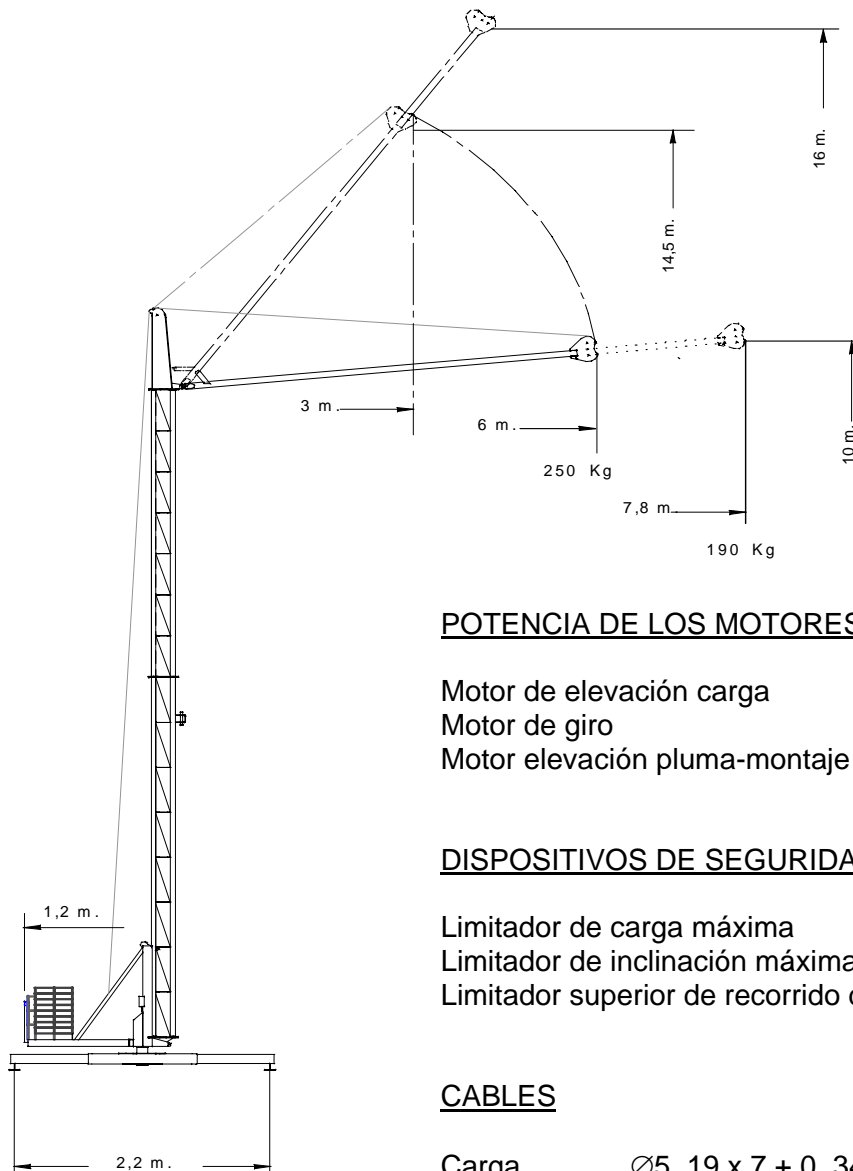 16 m.
14,5 m.
3 m.
6 m.
10 m.
250 Kg
7,8 m.
190 Kg
POTENCIA DE LOS MOTORES
Motor de elevación carga
Motor de giro
Motor elevación pluma-montaje
DISPOSITIVOS DE SEGURIDA
Limitador de carga máxima
Limitador de inclinación máxima
Limitador superior de recorrido
1,2 m.
CABLES
2,2 m.
Carga ∅5 19 x 7 + 0